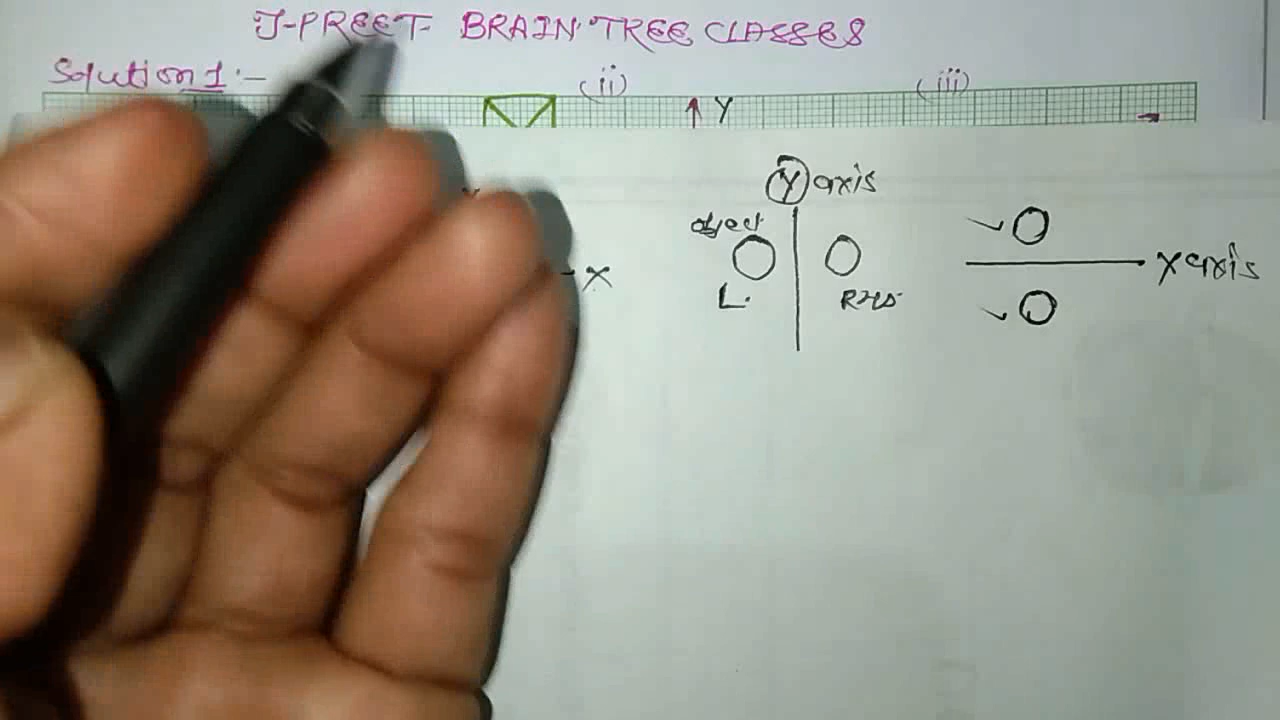 J-PREET BRAIN TREE CLASSES
Solution 1:-
(ii)
(iii)
Y
Y axis
object
X
X axis
L.
RHS